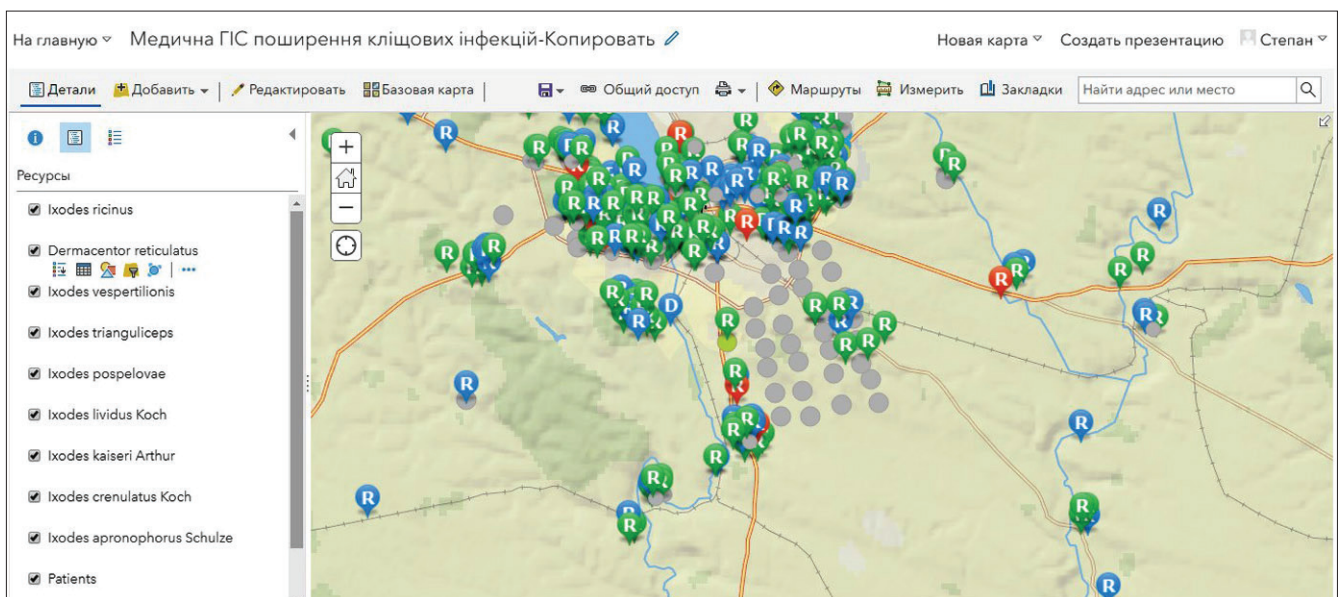 На главную Медична ГІС поширення кліщових інфекцій-Копировать Новая карта Создать презентацию Степан
Детали Добавить Редактировать Базовая карта Общий доступ Маршруты Измерить Закладки Найти адрес или место
Ресурсы
Ixodes ricinus
Dermacentor reticulatus
Ixodes vespertilionis
Ixodes trianguliceps
Ixodes pospelovae
Ixodes lividus Koch
Ixodes kaiseri Arthur
Ixodes crenulatus Koch
Ixodes apronophorus Schulze
Patients